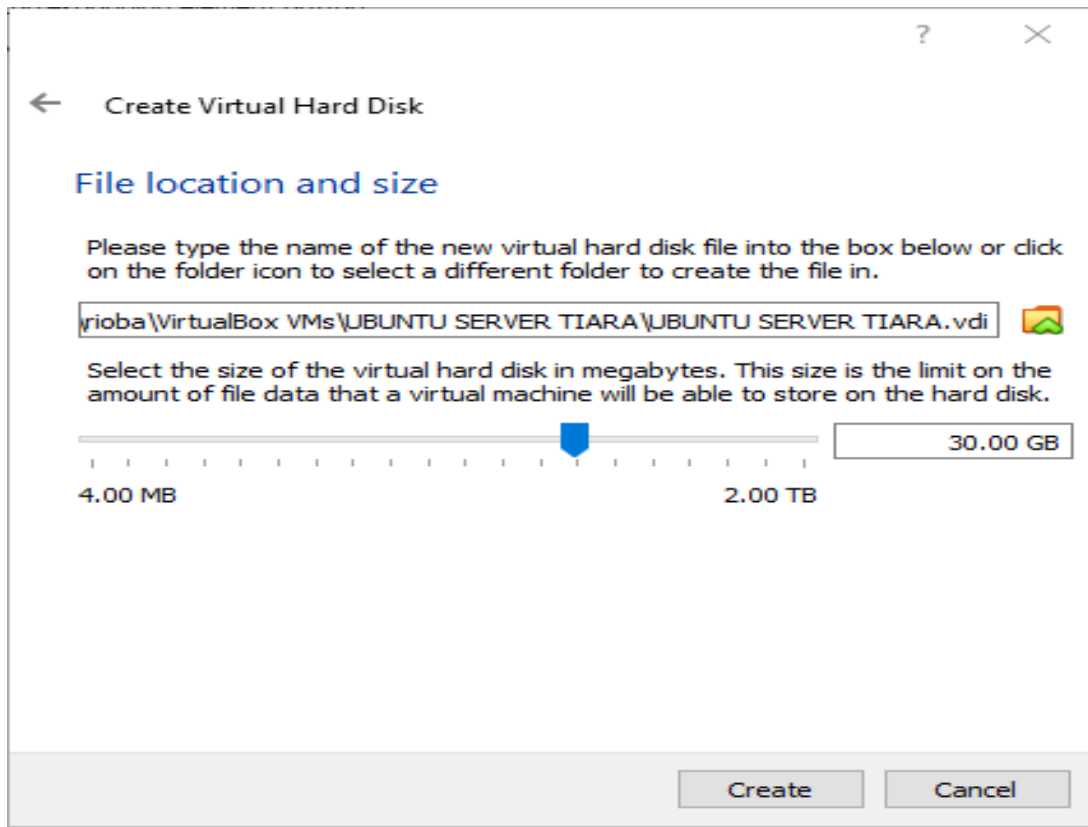 ?
Create Virtual Hard Disk
File location and size
Please type the name of the new virtual hard disk file into the box below or click
on the folder icon to select a different folder to create the file in.
rioba\VirtualBox VMs\UBUNTU SERVER TIARA\UBUNTU SERVER TIARA.vdi
Select the size of the virtual hard disk in megabytes. This size is the limit on the
amount of file data that a virtual machine will be able to store on the hard disk.
30.00 GB
4.00 MB 2.00 TB
Create Cancel